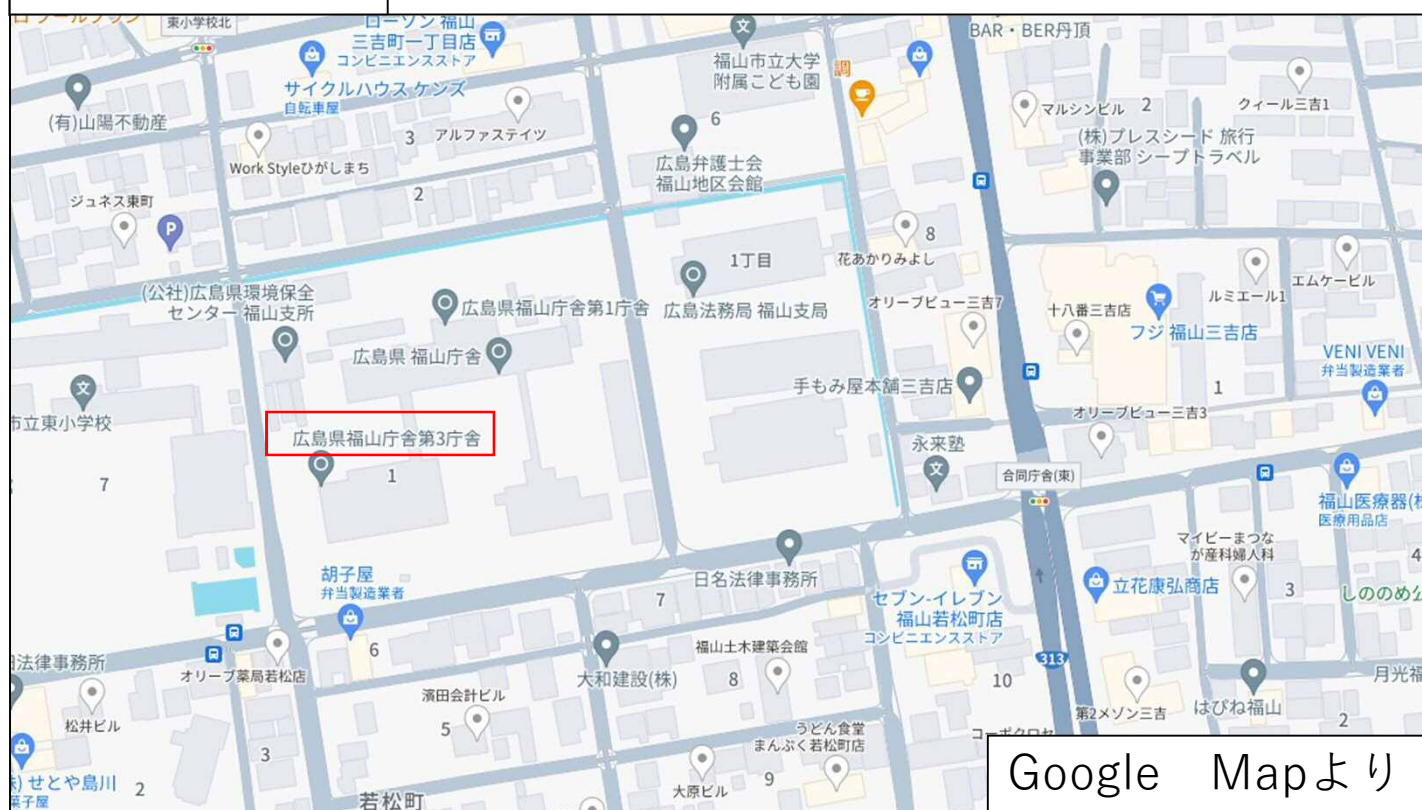 東小学校北
ローソン 福山
三吉町一丁目店
コンビニエンスストア
サイクルハウス ケンズ
自転車屋
福山市立大学
附属こども園
調
BAR・BER丹頂
(有)山陽不動産
3
アルファステイツ
6
マルシンビル
2
クィール三吉1
(株)プレスシード 旅行
事業部 シープトラベル
Work Styleひがしまち
広島弁護士会
福山地区会館
2
ジュネス東町
P
8
花あかりみよし
1丁目
(公社)広島県環境保全
センター 福山支所
広島県福山庁舎第1庁舎
広島法務局 福山支局
オリーブビュー三吉7
十八番三吉店
フジ 福山三吉店
ルミエール1
エムケービル
広島県 福山庁舎
VENI VENI
弁当製造業者
手もみ屋本舗三吉店
1
市立東小学校
広島県福山庁舎第3庁舎
オリーブビュー三吉3
永来塾
7
1
合同庁舎(東)
福山医療器(株
医療用品店
マイビーまつな
が産科婦人科
4
胡子屋
弁当製造業者
日名法律事務所
7
セブン-イレブン
福山若松町店
コンビニエンスストア
立花康弘商店
3
しののめ公
6
福山土木建築会館
313
法律事務所
オリーブ薬局若松店
大和建設(株)
8
10
月光福
濱田会計ビル
5
松井ビル
第2メゾン三吉
はぴね福山
2
うどん食堂
まんぷく若松町店
3
せとや島川
菓子屋
2
大原ビル
9
若松町
Google Mapより